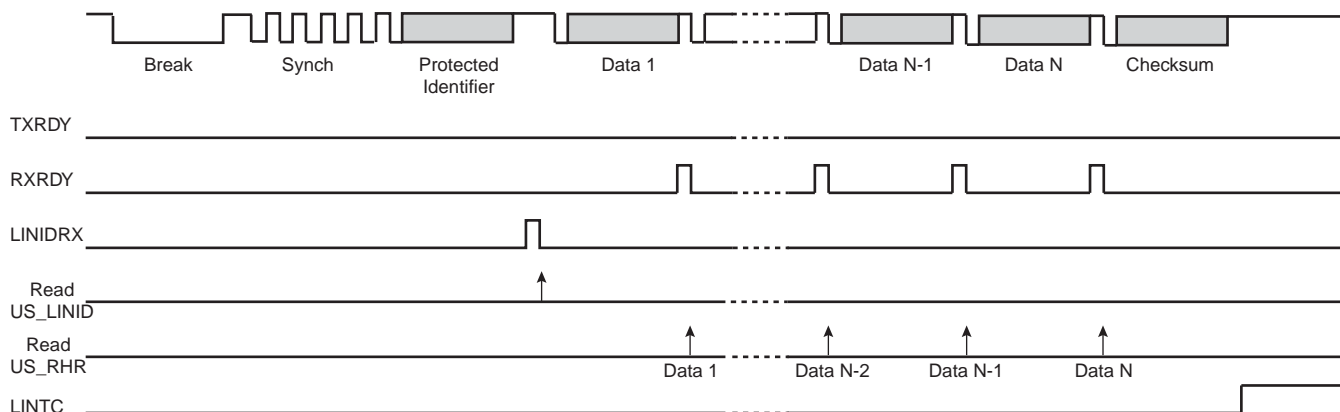 Break Synch Protected Identifier Data 1 Data N-1 Data N Checksum
TXRDY
RXRDY
LINIDRX
Read
US_LINID
Read
US_RHR
Data 1 Data N-2 Data N-1 Data N
LINTC